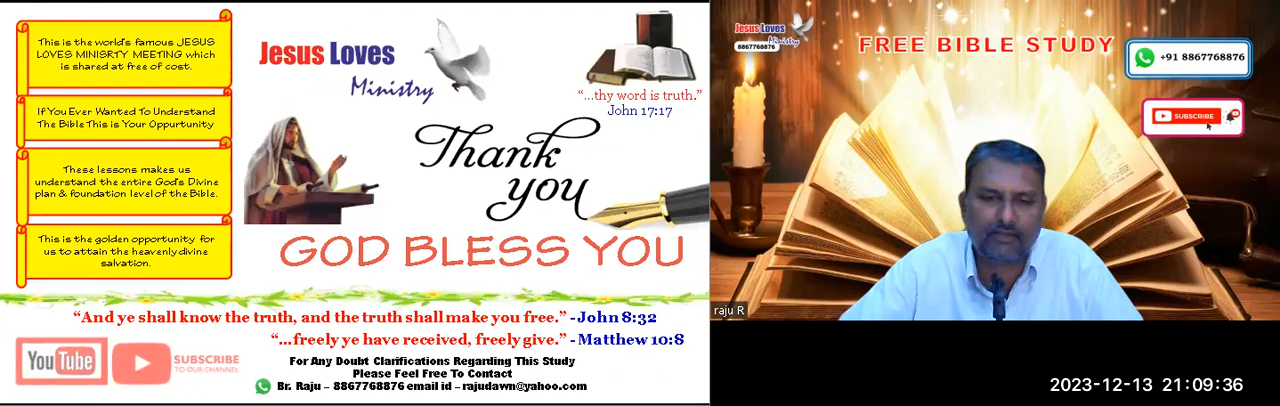 This is the world's famous JESUS
LOVES MINISRTY MEETING which
is shared at free of cost.
If You Ever Wanted To Understand
The Bible This is Your Oppurtunity
These lessons makes us
understand the entire God's Divine
plan & foundation level of the Bible.
This is the golden opportunity for
us to attain the heavenly divine
salvation.
Jesus Loves
Ministry
"...thy word is truth."
John 17:17
Thank
you
GOD BLESS YOU
"And ye shall know the truth, and the truth shall make you free." - John 8:32
"...freely ye have received, freely give." - Matthew 10:8
YouTube
SUBSCRIBE
TO OUR CHANNEL
For Any Doubt Clarifications Regarding This Study
Please Feel Free To Contact
Br. Raju – 8867768876 email id – rajudawn@yahoo.com
Jesus Loves
Ministry
8867768876
FREE BIBLE STUDY
+91 8867768876
SUBSCRIBE
raju R
2023-12-13 21:09:36